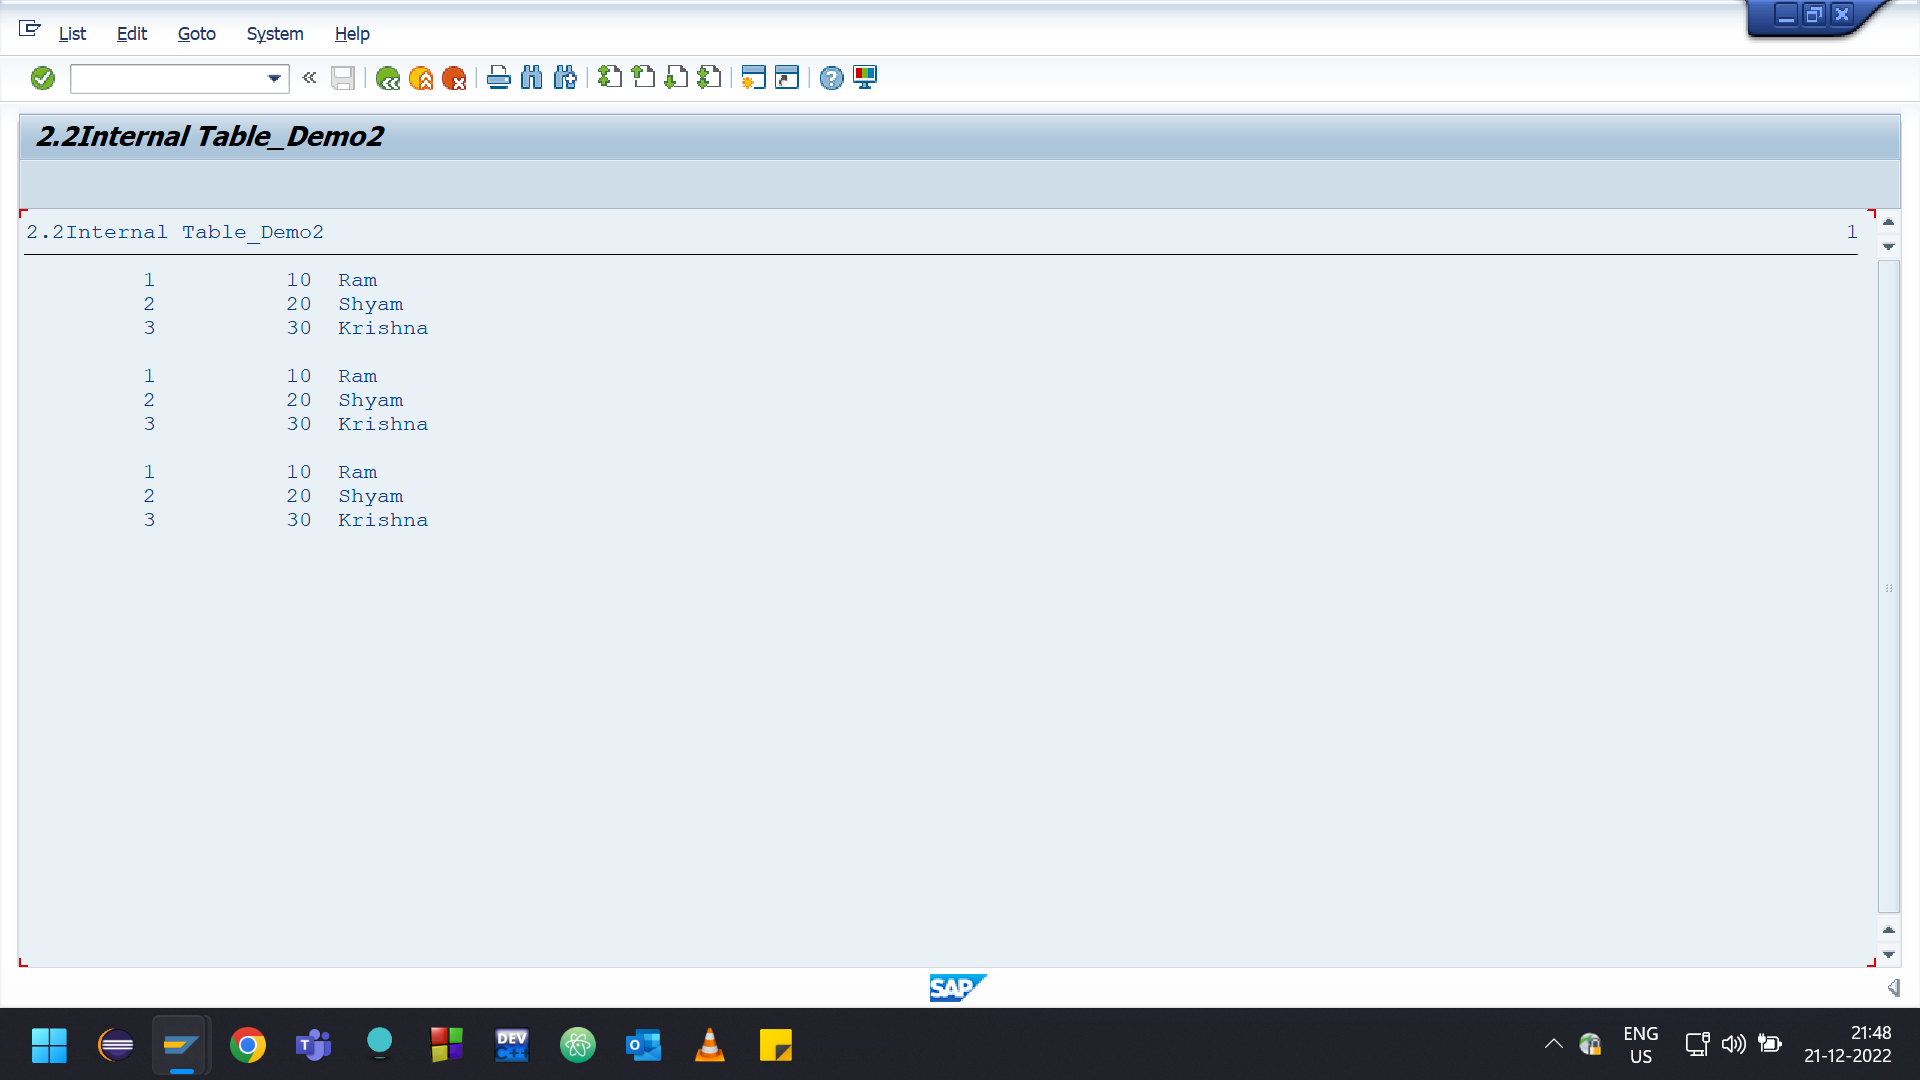 List Edit Goto System Help
2.2Internal Table_Demo2
2.2Internal Table_Demo2 1
1 10 Ram
2 20 Shyam
3 30 Krishna
1 10 Ram
2 20 Shyam
3 30 Krishna
1 10 Ram
2 20 Shyam
3 30 Krishna
SAP
DEV
C++
T
O
ENG
US
21:48
21-12-2022